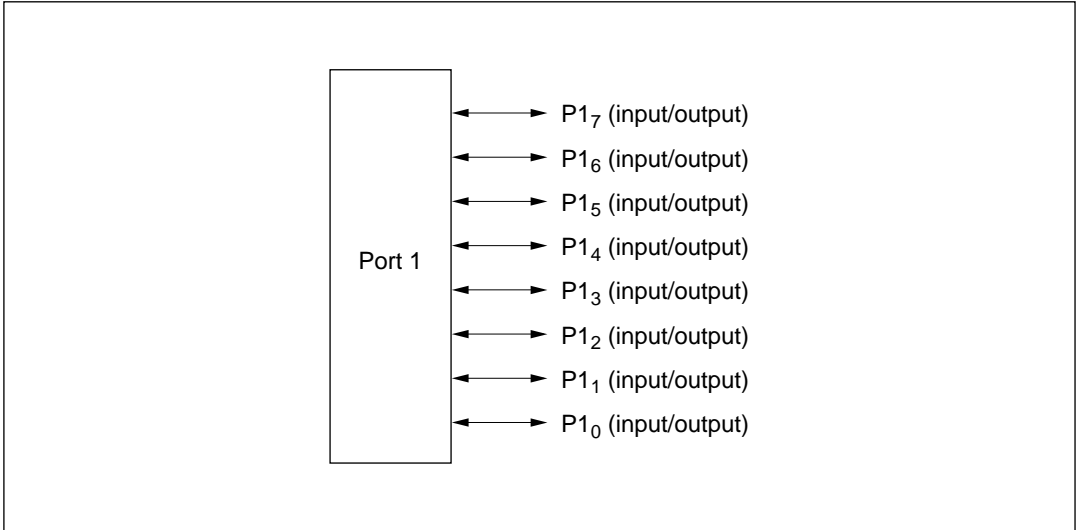 P1₇ (input/output)
P1₆ (input/output)
P1₅ (input/output)
P1₄ (input/output)
Port 1
P1₃ (input/output)
P1₂ (input/output)
P1₁ (input/output)
P1₀ (input/output)